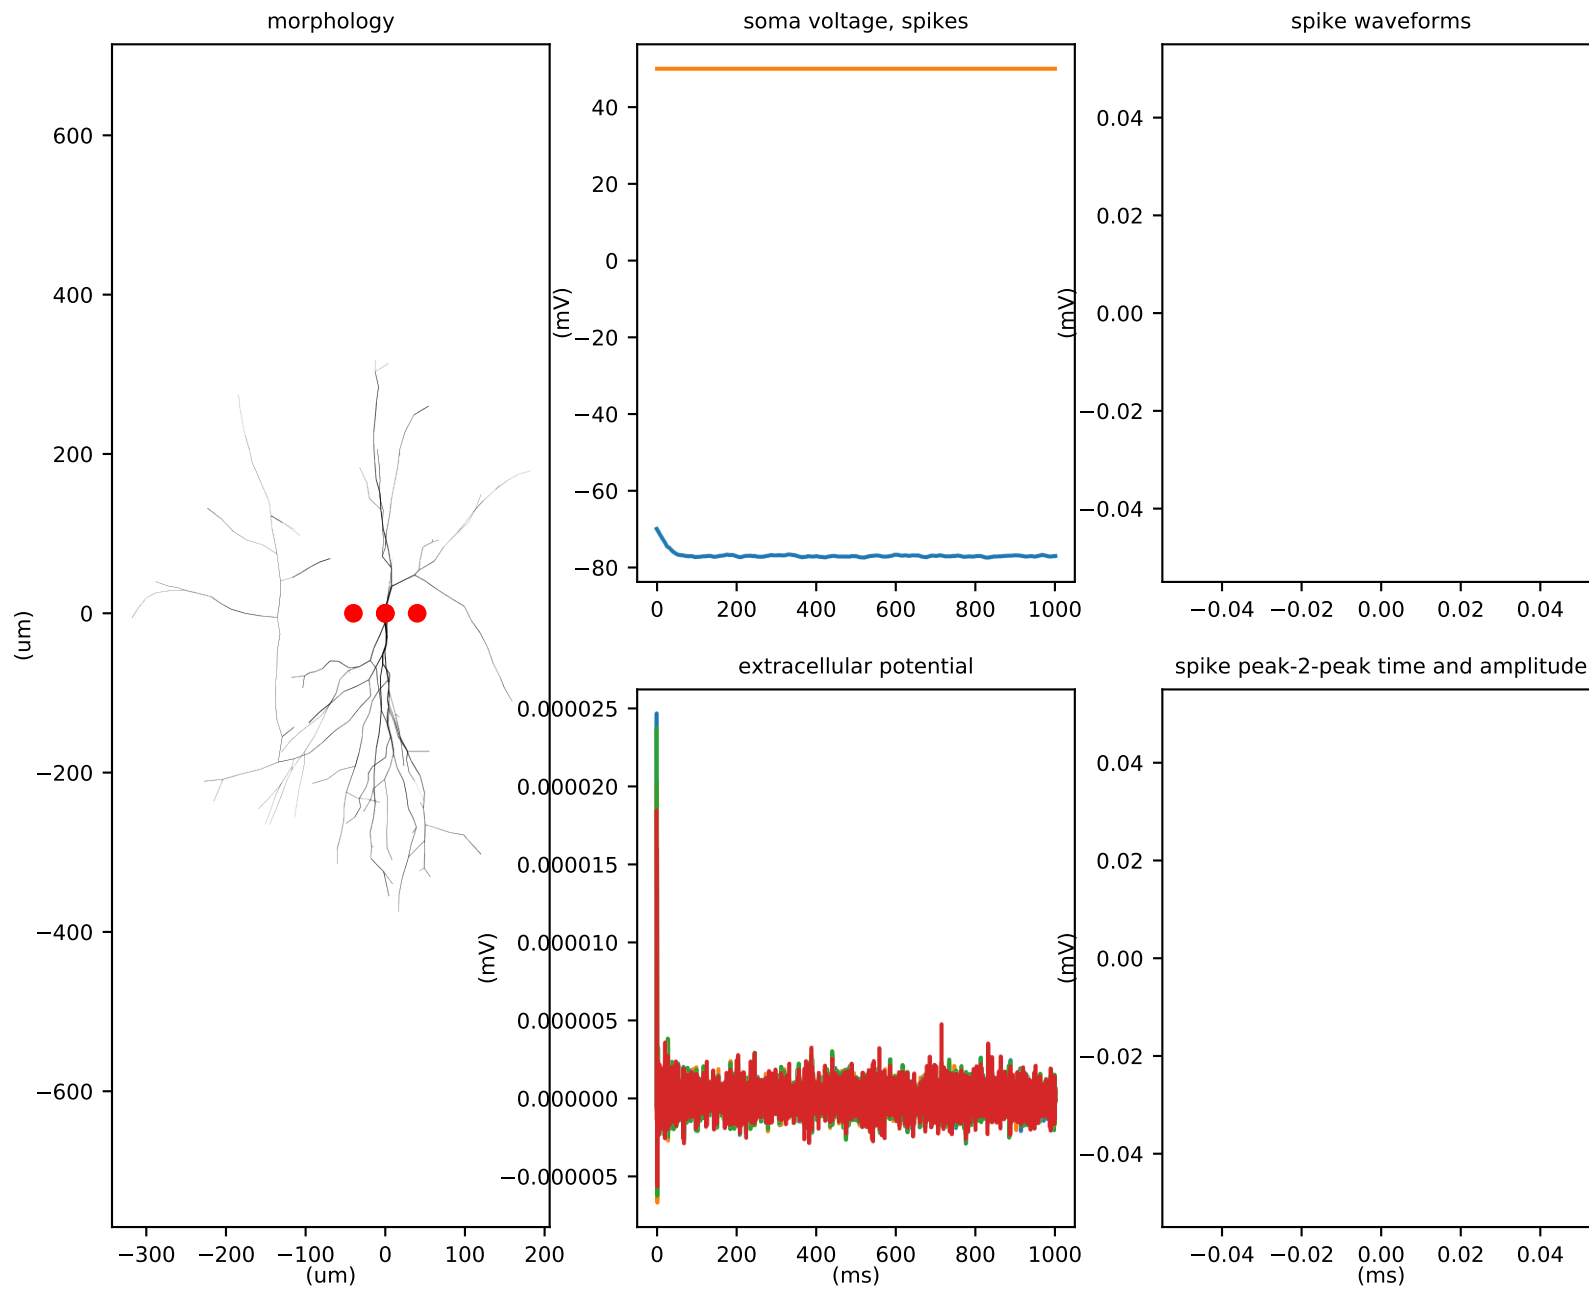 morphology
600
400
200
0
−200
−400
−600
(um)
−300 −200 −100 0 100 200
(um)
soma voltage, spikes
40
20
0
−20
−40
−60
−80
(mV)
0 200 400 600 800 1000
spike waveforms
0.04
0.02
0.00
−0.02
−0.04
(mV)
−0.04 −0.02 0.00 0.02 0.04
extracellular potential
0.000025
0.000020
0.000015
0.000010
0.000005
0.000000
−0.000005
(mV)
0 200 400 600 800 1000
(ms)
spike peak-2-peak time and amplitude
0.04
0.02
0.00
−0.02
−0.04
(mV)
−0.04 −0.02 0.00 0.02 0.04
(ms)